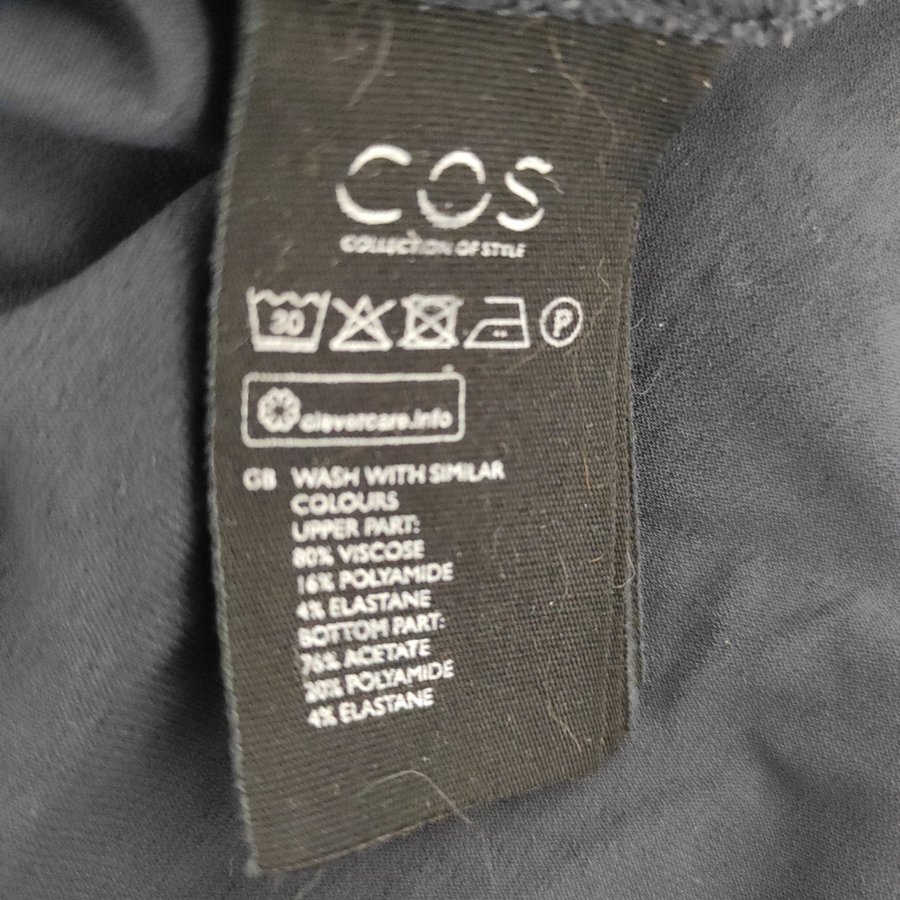 COS
COLLECTION OF STYLE
30
P
clevercare.info
GB WASH WITH SIMILAR
COLOURS
UPPER PART:
80% VISCOSE
16% POLYAMIDE
4% ELASTANE
BOTTOM PART:
76% ACETATE
20% POLYAMIDE
4% ELASTANE